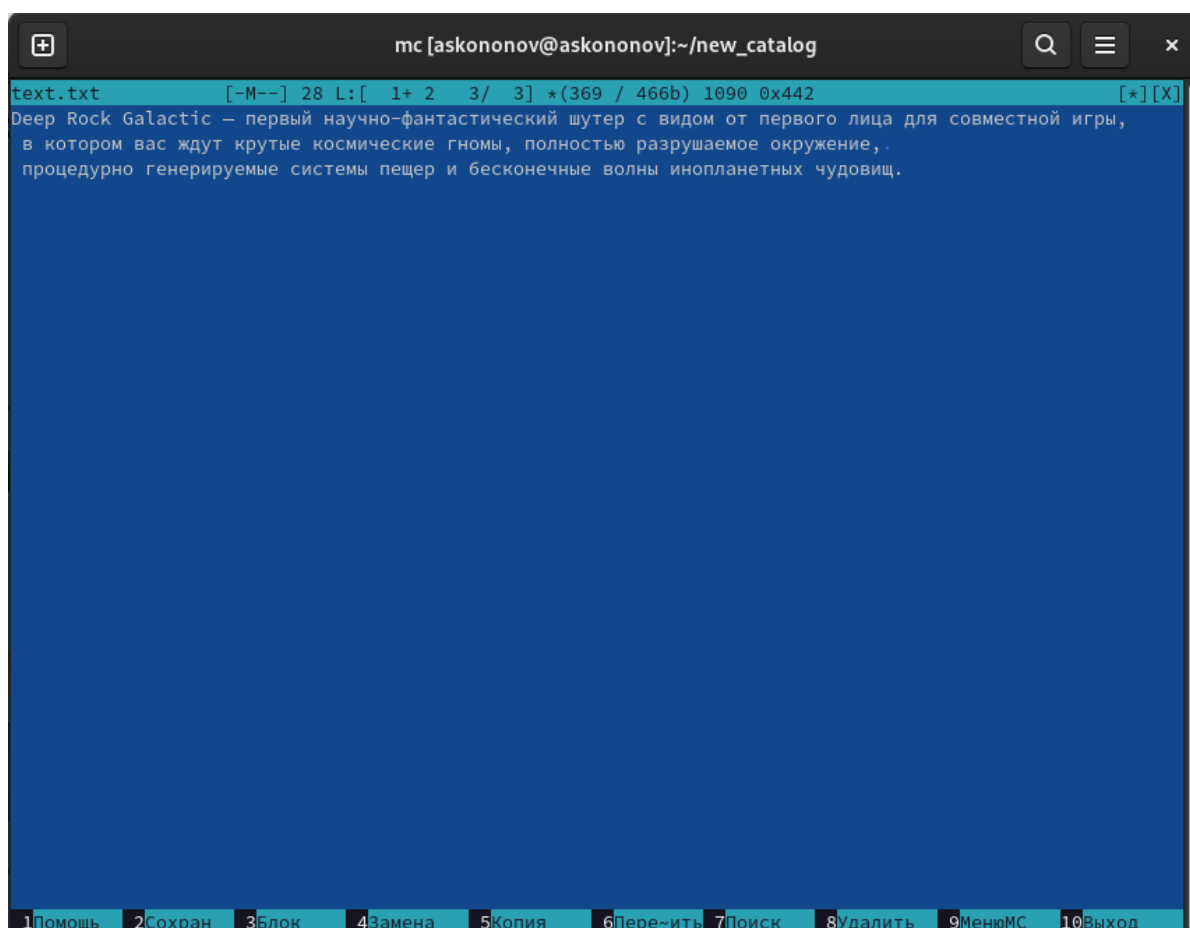 mc [askononov@askononov]:~/new_catalog
text.txt [-M--] 28 L:[ 1+ 2 3/ 3] *(369 / 466b) 1090 0x442 [*][X]
Deep Rock Galactic — первый научно-фантастический шутер с видом от первого лица для совместной игры,
в котором вас ждут крутые космические гномы, полностью разрушаемое окружение,.
процедурно генерируемые системы пещер и бесконечные волны инопланетных чудовищ.
1Помощь 2Сохран 3Блок 4Замена 5Копия 6Пере~ить 7Поиск 8Удалить 9МенюМС 10Выход